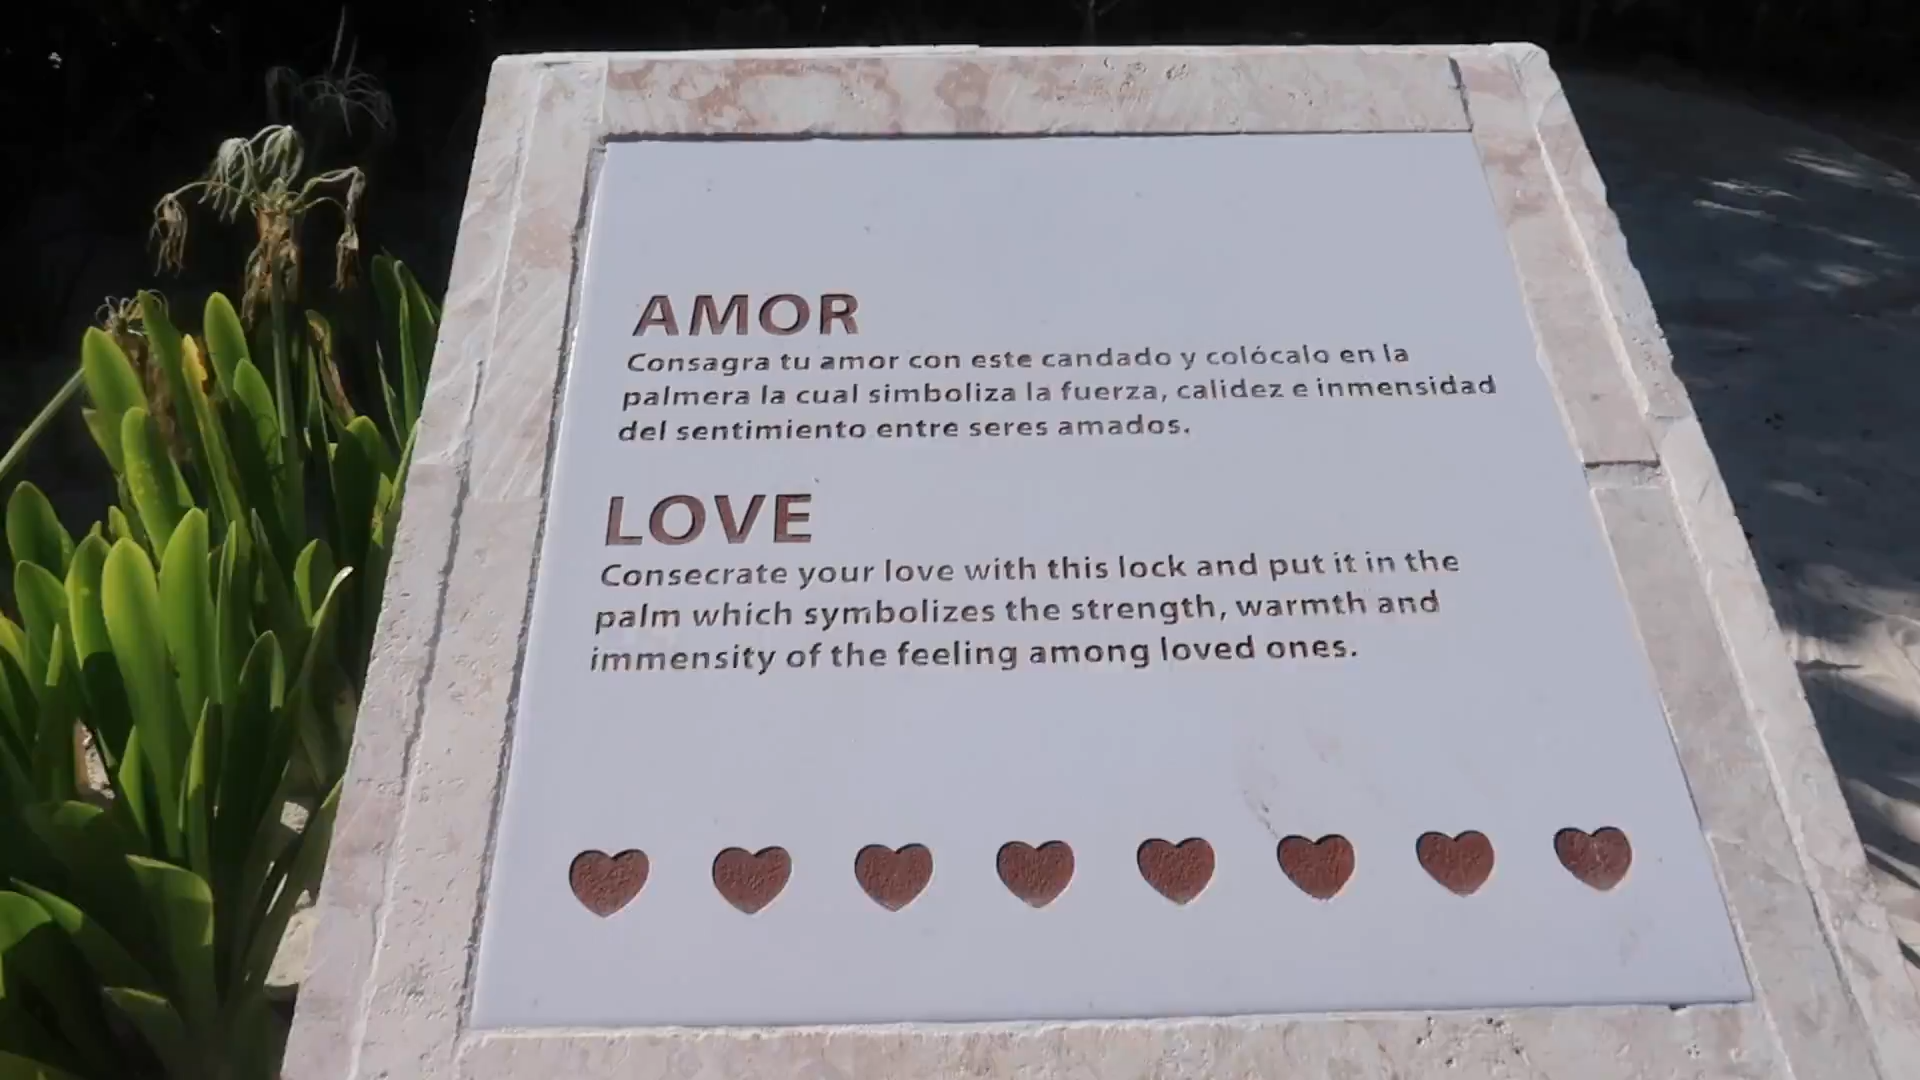 AMOR
Consagra tu amor con este candado y colócalo en la
palmera la cual simboliza la fuerza, calidez e inmensidad
del sentimiento entre seres amados.
LOVE
Consecrate your love with this lock and put it in the
palm which symbolizes the strength, warmth and
immensity of the feeling among loved ones.